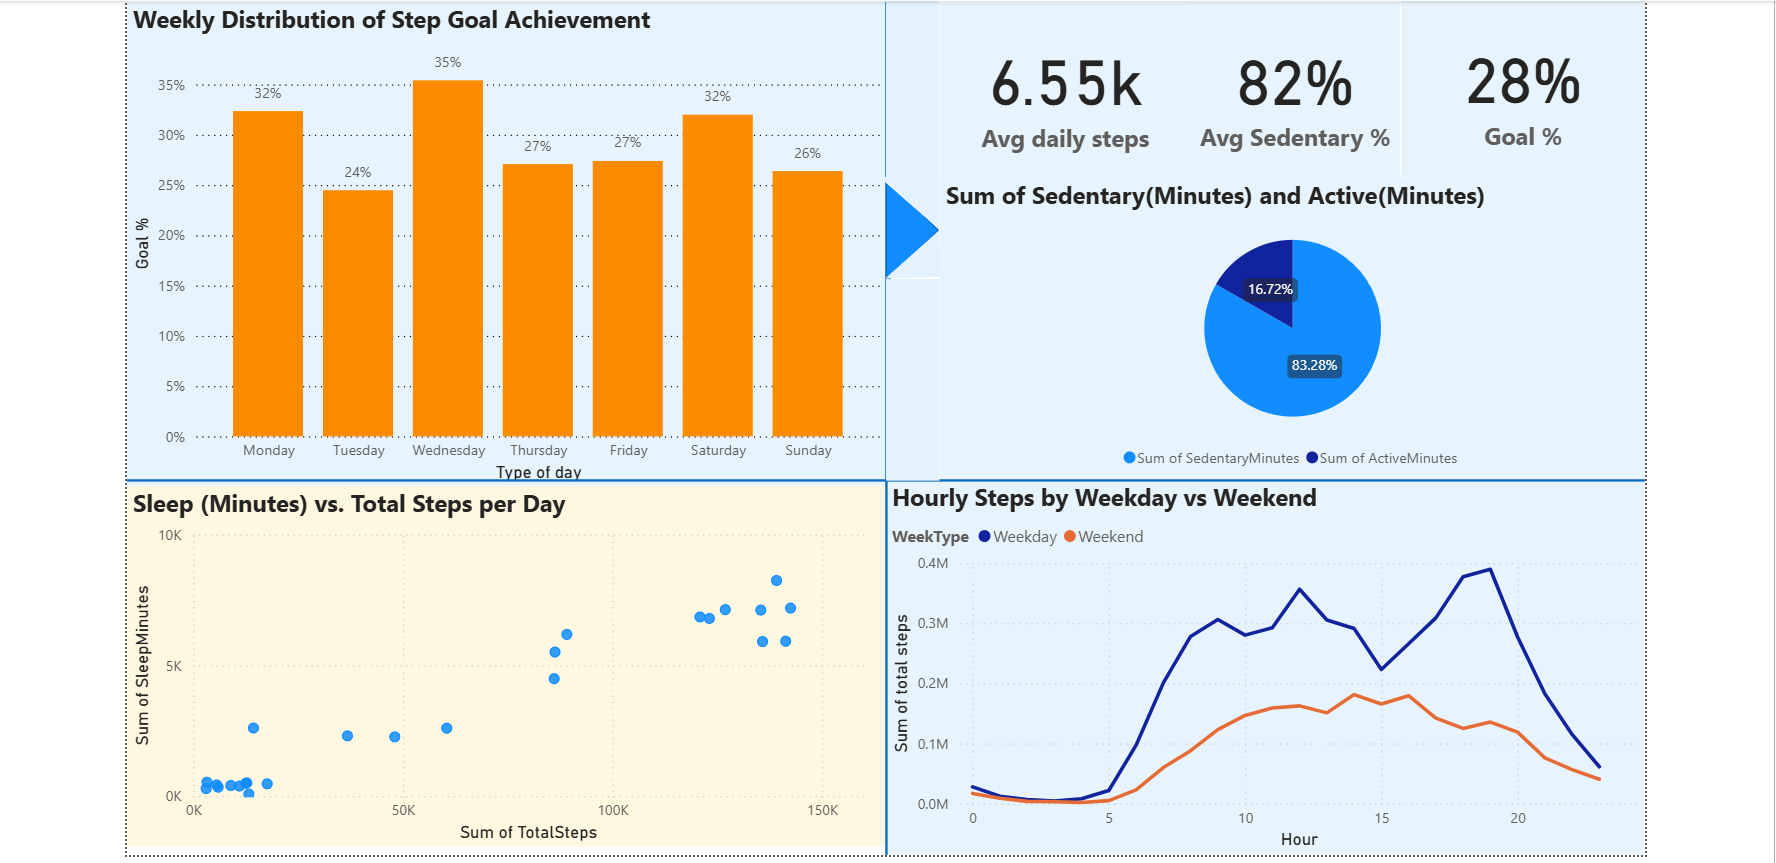 Weekly Distribution of Step Goal Achievement
Goal %
35%
30%
25%
20%
15%
10%
5%
0%
32%
24%
35%
27%
27%
32%
26%
Monday Tuesday Wednesday Thursday Friday Saturday Sunday
Type of day
6.55k
Avg daily steps
82%
Avg Sedentary %
28%
Goal %
Sum of Sedentary(Minutes) and Active(Minutes)
16.72%
83.28%
Sum of SedentaryMinutes Sum of ActiveMinutes
Sleep (Minutes) vs. Total Steps per Day
Sum of SleepMinutes
10K
5K
0K
0K 50K 100K 150K
Sum of TotalSteps
Hourly Steps by Weekday vs Weekend
WeekType Weekday Weekend
Sum of total steps
0.4M
0.3M
0.2M
0.1M
0.0M
0 5 10 15 20
Hour